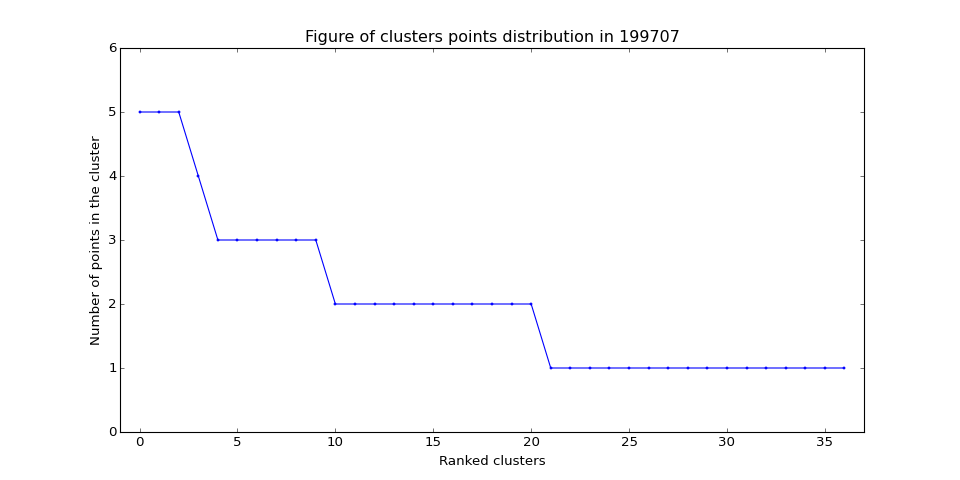 Figure of clusters points distribution in 199707
6
5
4
3
2
1
0
Number of points in the cluster
0 5 10 15 20 25 30 35
Ranked clusters